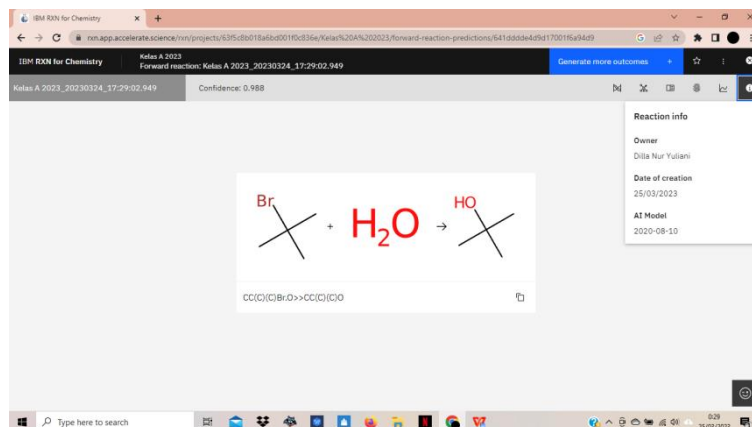 IBM RXN for Chemistry
rxn.app.accelerate.science/rxn/projects/63f5c8b018a6bd001f0c836e/Kelas%20A%202023/forward-reaction-predictions/641dddde4d9d17001f6a94d9
IBM RXN for Chemistry
Kelas A 2023
Forward reaction: Kelas A 2023_20230324_17:29:02.949
Generate more outcomes +
Kelas A 2023_20230324_17:29:02.949
Confidence: 0.988
Reaction info
Owner
Dilla Nur Yuliani
Date of creation
25/03/2023
AI Model
2020-08-10
Br + H₂O → HO
CC(C)(C)Br.O>>CC(C)(C)O
Type here to search
0:29